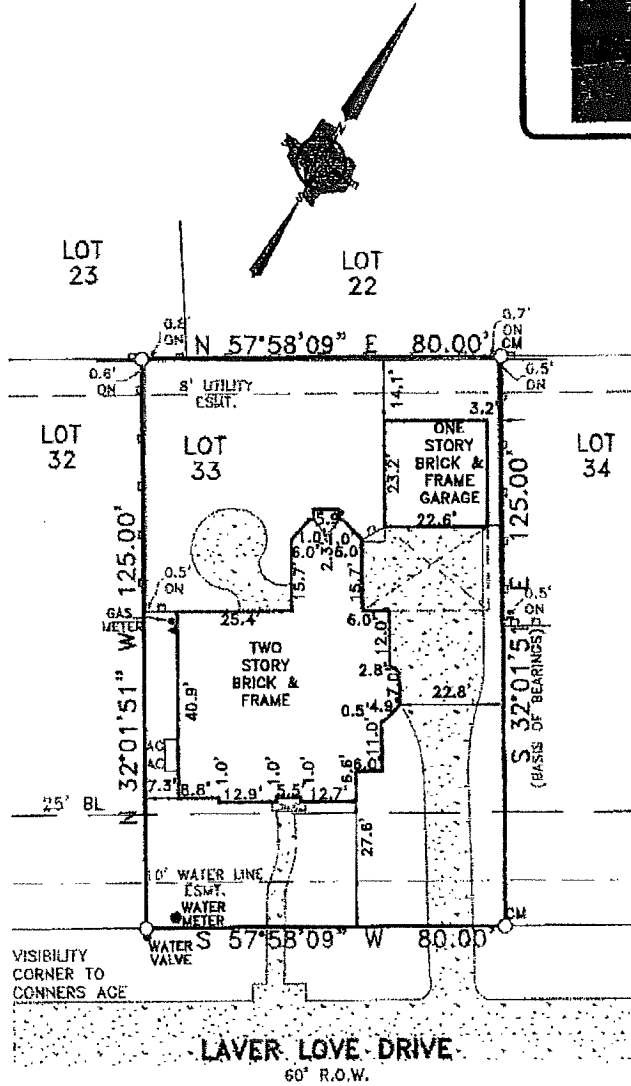 LOT
23
LOT
22
0.8'
ON
N 57°58'09" E 80.00'
0.7'
ON
CM
0.6'
ON
0.5'
ON
8' UTILITY
ESMT.
14.1'
3.2'
LOT
32
LOT
33
LOT
34
ONE
STORY
BRICK &
FRAME
GARAGE
23.2'
22.6'
N 32°01'51" W 125.00'
S 32°01'51" E 125.00'
(BASIS OF BEARINGS)
5.9'
1.0'
1.0'
6.0'
6.0'
2.3'
15.7'
15.7'
0.5'
ON
0.5'
ON
GAS
METER
25.4'
6.0'
12.0'
TWO
STORY
BRICK &
FRAME
2.8'
7.0'
4.9'
22.8'
0.5'
40.9'
11.0'
AC
AC
6.0'
6.6'
7.3'
8.8'
1.0'
12.9'
1.0'
5.5'
1.0'
12.7'
25' BL
27.6'
10' WATER LINE
ESMT.
WATER
METER
CM
S 57°58'09" W 80.00'
WATER
VALVE
VISIBILITY
CORNER TO
CONNERS AGE
LAVER LOVE DRIVE
60' R.O.W.